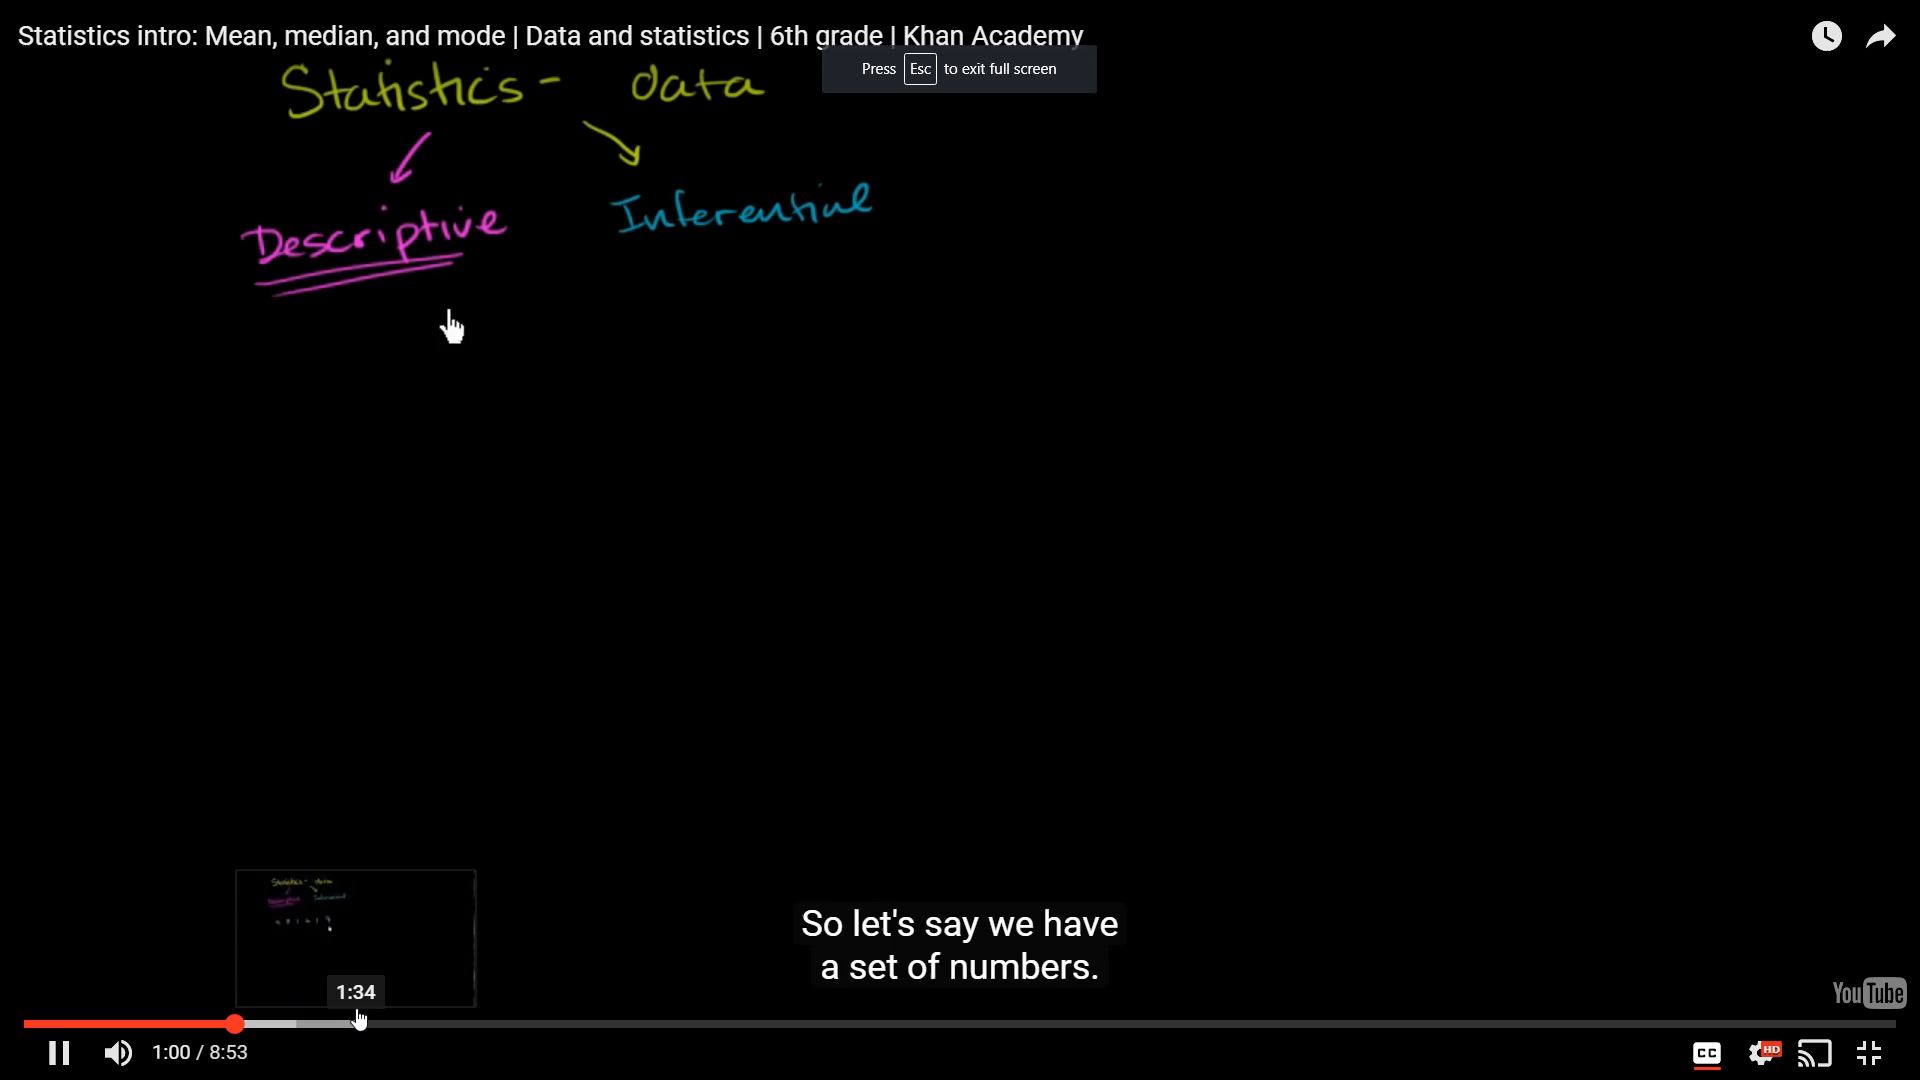 Statistics intro: Mean, median, and mode | Data and statistics | 6th grade | Khan Academy
Press Esc to exit full screen
Statistics - data
Descriptive Inferential
1:34
So let's say we have
a set of numbers.
YouTube
1:00 / 8:53
CC HD